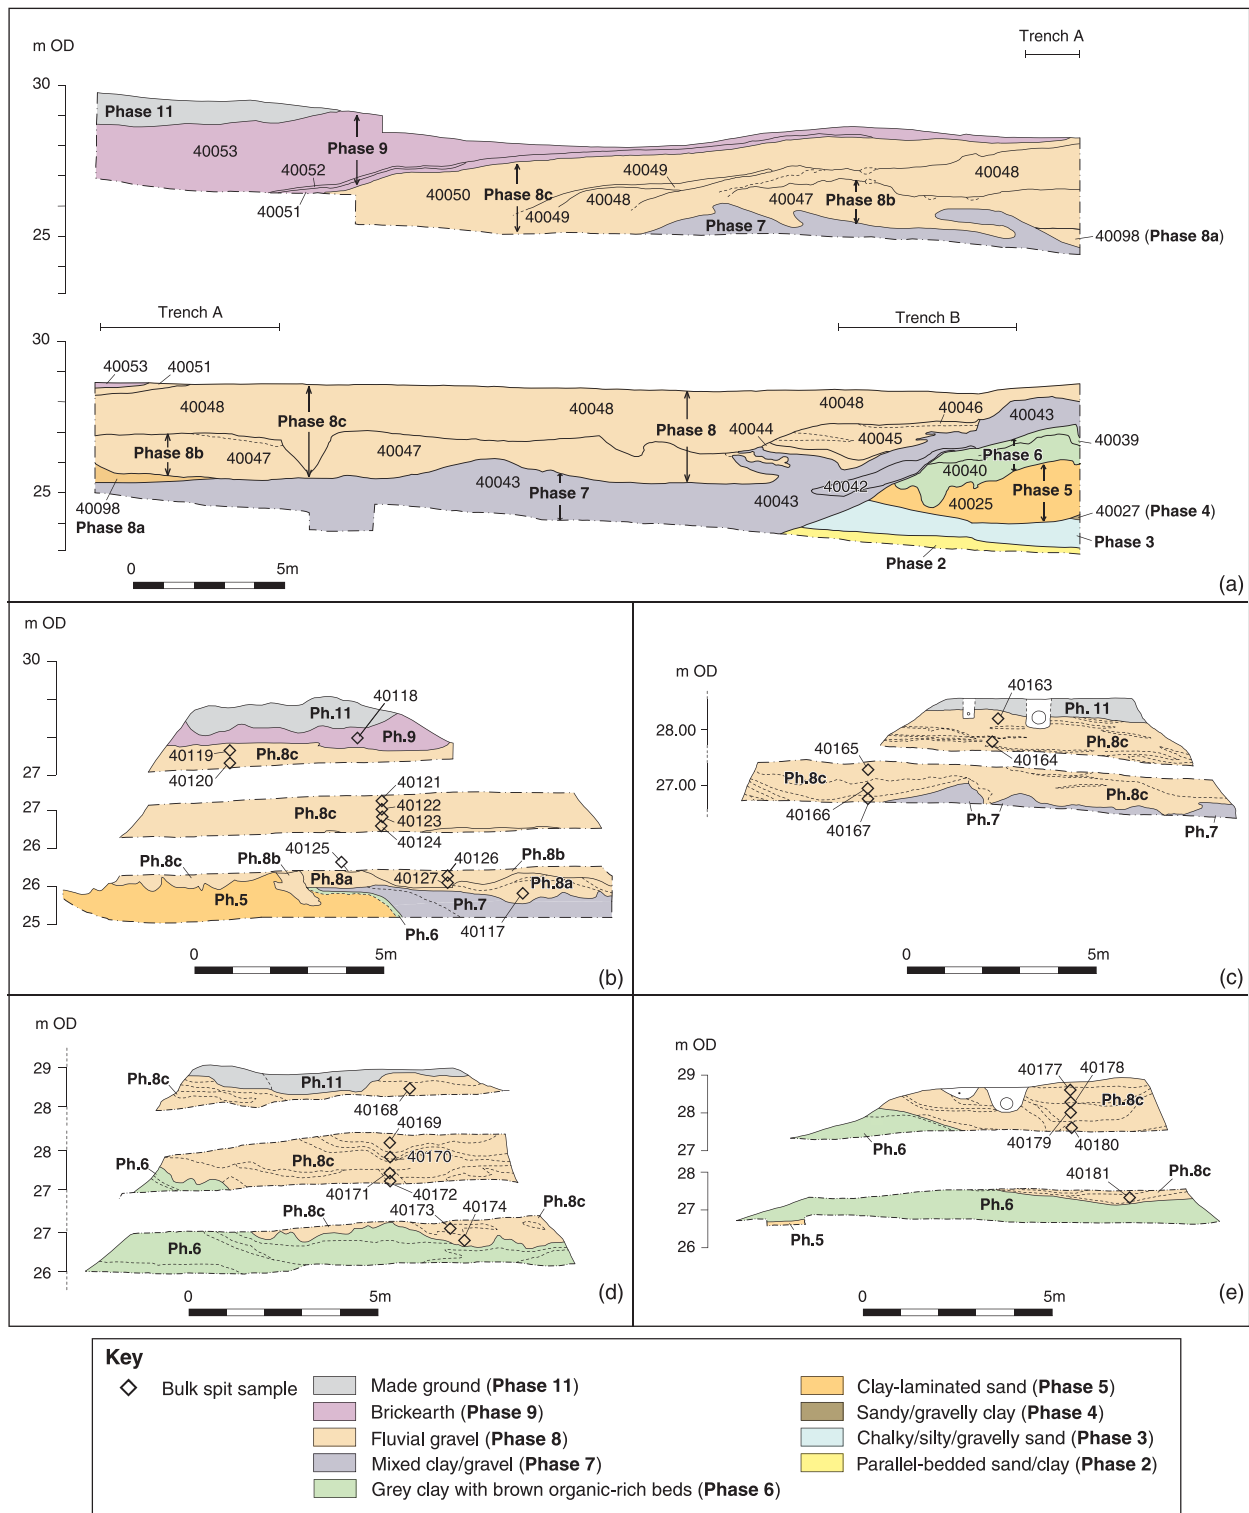 Trench A
m OD
30
Phase 11
40053
Phase 9
40052
40051
40050
Phase 8c
40049
40049
40048
40047
Phase 8b
40048
Phase 7
25
40098 (Phase 8a)
Trench A
Trench B
30
40053
40051
40048
Phase 8c
40048
Phase 8
40048
40046
40043
40044
40045
40039
Phase 8b
40047
40047
Phase 6
40040
25
40043
Phase 7
40043
40042
40025
Phase 5
40098
Phase 8a
40027 (Phase 4)
Phase 3
Phase 2
0
5m
(a)
m OD
30
40118
Ph.11
Ph.9
40119
Ph.8c
40120
27
40121
27
40122
Ph.8c
40123
26
40124
40125
40126
Ph.8c
Ph.8b
Ph.8b
Ph.8a
40127
Ph.8a
26
Ph.5
Ph.7
25
Ph.6
40117
0
5m
(b)
m OD
40163
Ph. 11
28.00
40165
Ph.8c
40164
Ph.8c
27.00
Ph.8c
40166
40167
Ph.7
Ph.7
0
5m
(c)
m OD
29
Ph.8c
Ph.11
28
40168
40169
28
Ph.8c
40170
Ph.6
27
40171
40172
Ph.8c
40173
40174
Ph.8c
27
Ph.6
26
0
5m
(d)
m OD
40177
40178
29
Ph.8c
28
40179
40180
27
Ph.6
40181
Ph.8c
27
Ph.6
26
Ph.5
0
5m
(e)
Key
Bulk spit sample
Made ground (Phase 11)
Brickearth (Phase 9)
Fluvial gravel (Phase 8)
Mixed clay/gravel (Phase 7)
Grey clay with brown organic-rich beds (Phase 6)
Clay-laminated sand (Phase 5)
Sandy/gravelly clay (Phase 4)
Chalky/silty/gravelly sand (Phase 3)
Parallel-bedded sand/clay (Phase 2)